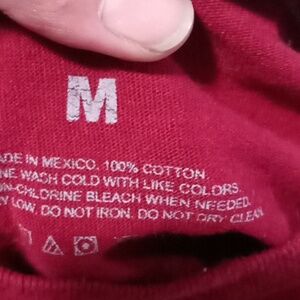 M
ADE IN MEXICO. 100% COTTON.
NE WASH COLD WITH LIKE COLORS.
N-CHLORINE BLEACH WHEN NEEDED.
Y LOW. DO NOT IRON. DO NOT DRY CLEAN